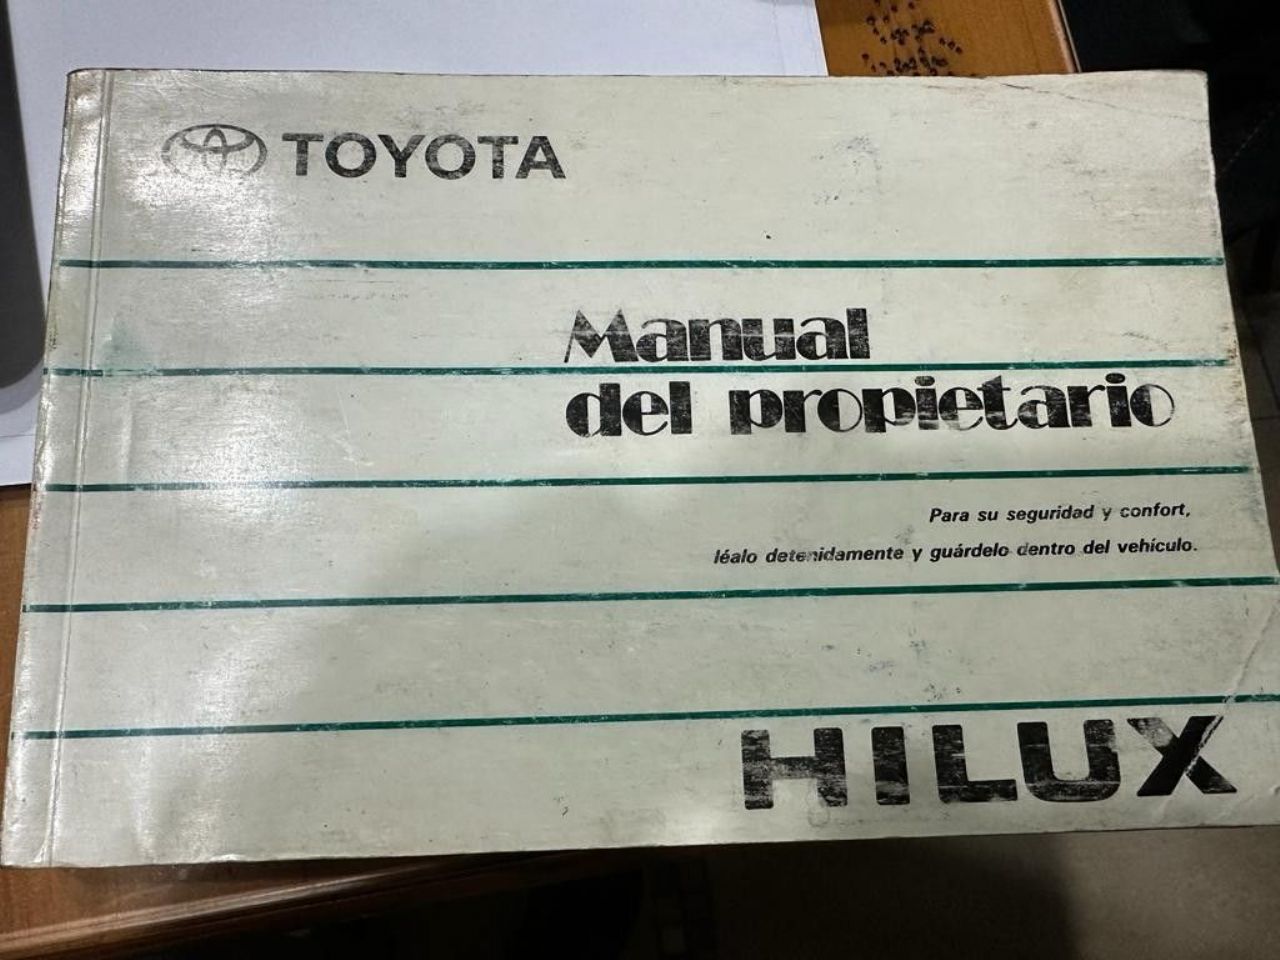 TOYOTA
Manual
del propietario
Para su seguridad y confort,
léalo detenidamente y guárdelo dentro del vehículo.
HILUX